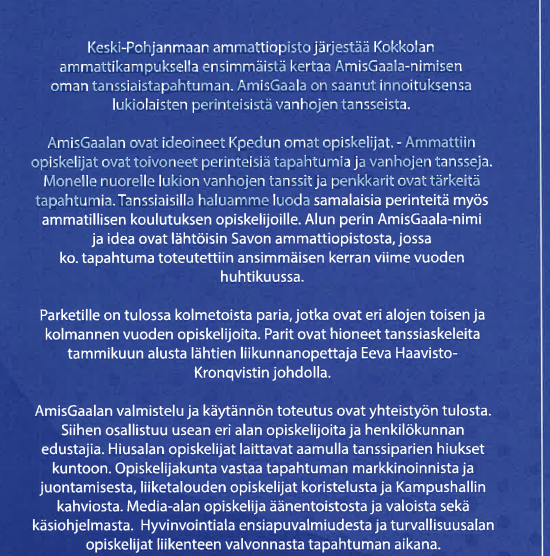 Keski-Pohjanmaan ammattiopisto järjestää Kokkolan
ammattikampuksella ensimmäistä kertaa AmisGaala-nimisen
oman tanssiaistapahtuman. AmisGaala on saanut innoituksensa
lukiolaisten perinteisistä vanhojen tansseista.

AmisGaalan ovat ideoineet Kpedun omat opiskelijat. - Ammattiin
opiskelijat ovat toivoneet perinteisiä tapahtumia ja vanhojen tansseja.
Monelle nuorelle lukion vanhojen tanssit ja penkkarit ovat tärkeitä
tapahtumia. Tanssiaisilla haluamme luoda samalaisia perinteitä myös
ammatillisen koulutuksen opiskelijoille. Alun perin AmisGaala-nimi
ja idea ovat lähtöisin Savon ammattiopistosta, jossa
ko. tapahtuma toteutettiin ansimmäisen kerran viime vuoden
huhtikuussa.

Parketille on tulossa kolmetoista paria, jotka ovat eri alojen toisen ja
kolmannen vuoden opiskelijoita. Parit ovat hioneet tanssiaskeleita
tammikuun alusta lähtien liikunnanopettaja Eeva Haavisto-
Kronqvistin johdolla.

AmisGaalan valmistelu ja käytännön toteutus ovat yhteistyön tulosta.
Siihen osallistuu usean eri alan opiskelijoita ja henkilökunnan
edustajia. Hiusalan opiskelijat laittavat aamulla tanssiparien hiukset
kuntoon. Opiskelijakunta vastaa tapahtuman markkinoinnista ja
juontamisesta, liiketalouden opiskelijat koristelusta ja Kampushallin
kahviosta. Media-alan opiskelija äänentoistosta ja valoista sekä
käsiohjelmasta. Hyvinvointiala ensiapuvalmiudesta ja turvallisuusalan
opiskelijat liikenteen valvonnasta tapahtuman aikana.